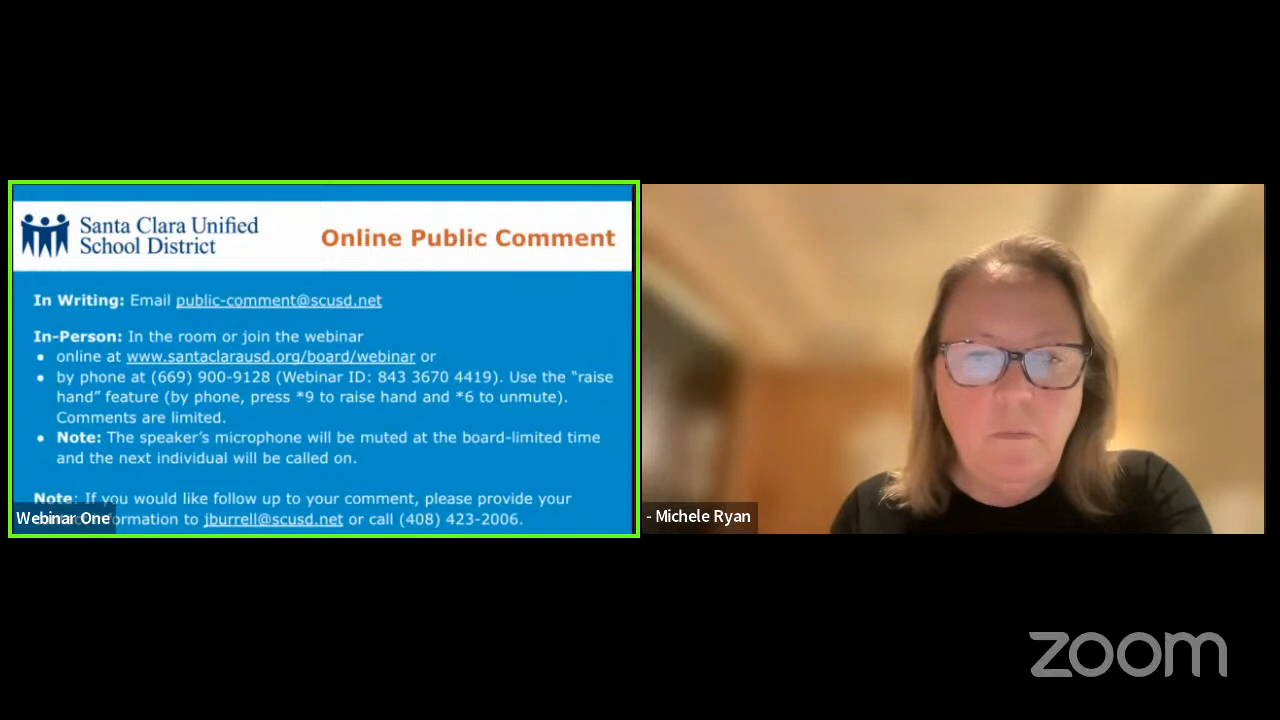 Santa Clara Unified
School District
Online Public Comment
In Writing: Email public-comment@scusd.net
In-Person: In the room or join the webinar
• online at www.santaclarausd.org/board/webinar or
• by phone at (669) 900-9128 (Webinar ID: 843 3670 4419). Use the “raise
hand” feature (by phone, press *9 to raise hand and *6 to unmute).
Comments are limited.
• Note: The speaker’s microphone will be muted at the board-limited time
and the next individual will be called on.
Note: If you would like follow up to your comment, please provide your
information to jburrell@scusd.net or call (408) 423-2006.
Webinar One
- Michele Ryan
zoom